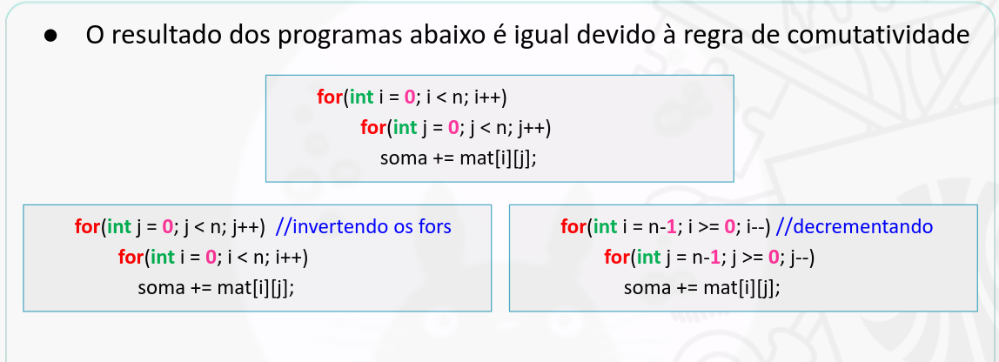 ● O resultado dos programas abaixo é igual devido à regra de comutatividade
for(int i = 0; i < n; i++)
for(int j = 0; j < n; j++)
soma += mat[i][j];
for(int j = 0; j < n; j++) //invertendo os fors
for(int i = 0; i < n; i++)
soma += mat[i][j];
for(int i = n-1; i >= 0; i--) //decrementando
for(int j = n-1; j >= 0; j--)
soma += mat[i][j];